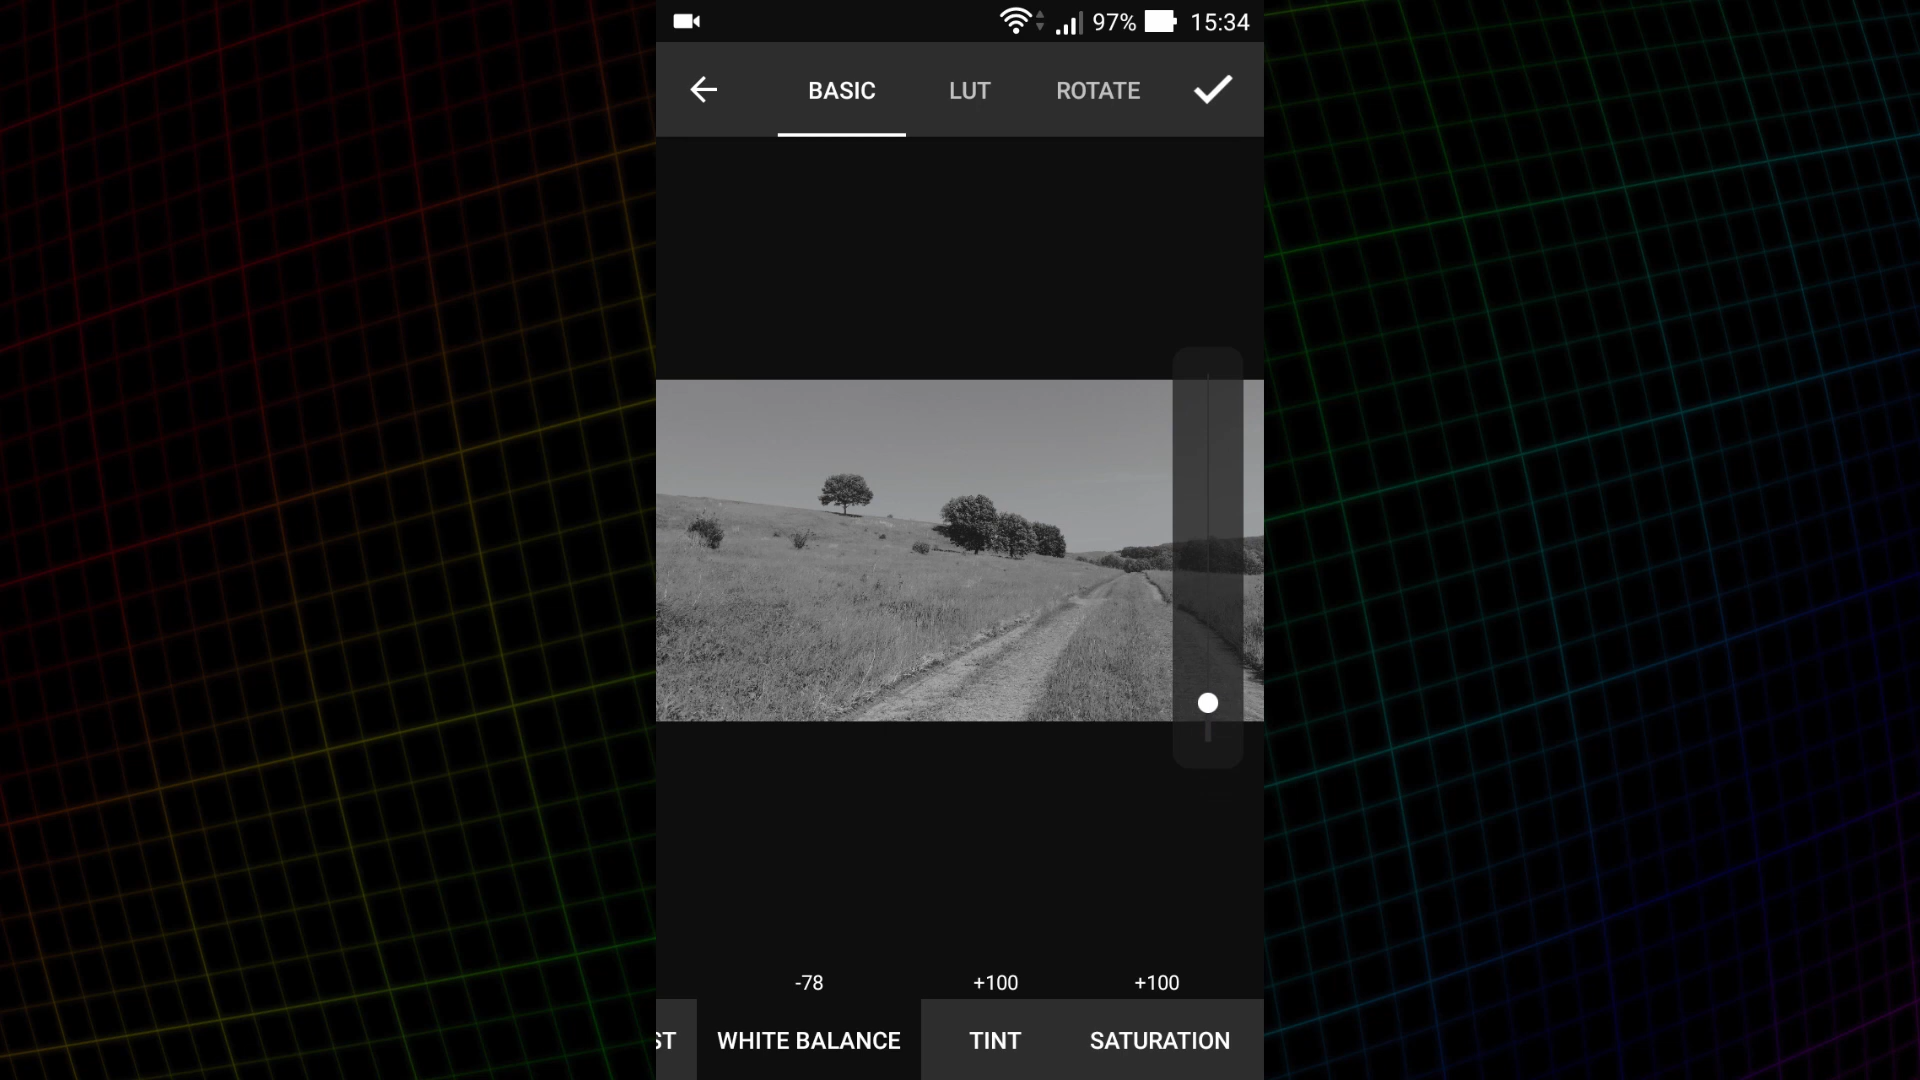 97% 15:34
BASIC LUT ROTATE
-78 +100 +100
ST WHITE BALANCE TINT SATURATION